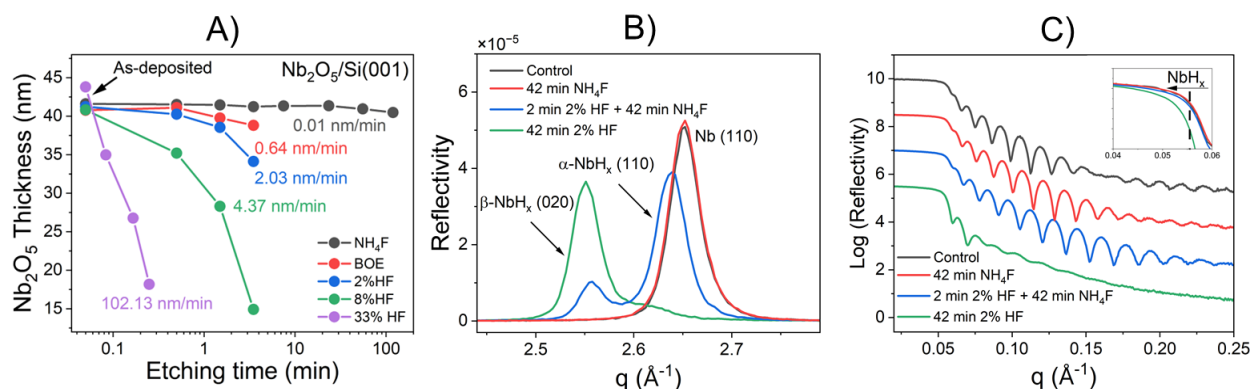 A)
Nb₂O₅ Thickness (nm)
45
40
35
30
25
20
15
As-deposited
Nb₂O₅/Si(001)
0.01 nm/min
0.64 nm/min
2.03 nm/min
4.37 nm/min
102.13 nm/min
NH₄F
BOE
2%HF
8%HF
33% HF
0.1
1
10
100
Etching time (min)
B)
×10⁻⁵
Reflectivity
6
4
2
0
Control
42 min NH₄F
2 min 2% HF + 42 min NH₄F
42 min 2% HF
Nb (110)
α-NbHₓ (110)
β-NbHₓ (020)
2.5
2.6
2.7
q (Å⁻¹)
C)
Log (Reflectivity)
10
8
6
4
2
0
NbHₓ
0.04
0.05
0.06
Control
42 min NH₄F
2 min 2% HF + 42 min NH₄F
42 min 2% HF
0.05
0.10
0.15
0.20
0.25
q (Å⁻¹)